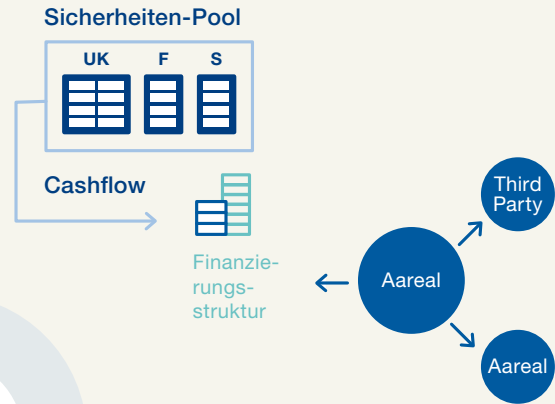 Sicherheiten-Pool
UK F S
Cashflow
Third
Party
Finanzie-
rungs-
struktur
Aareal
Aareal